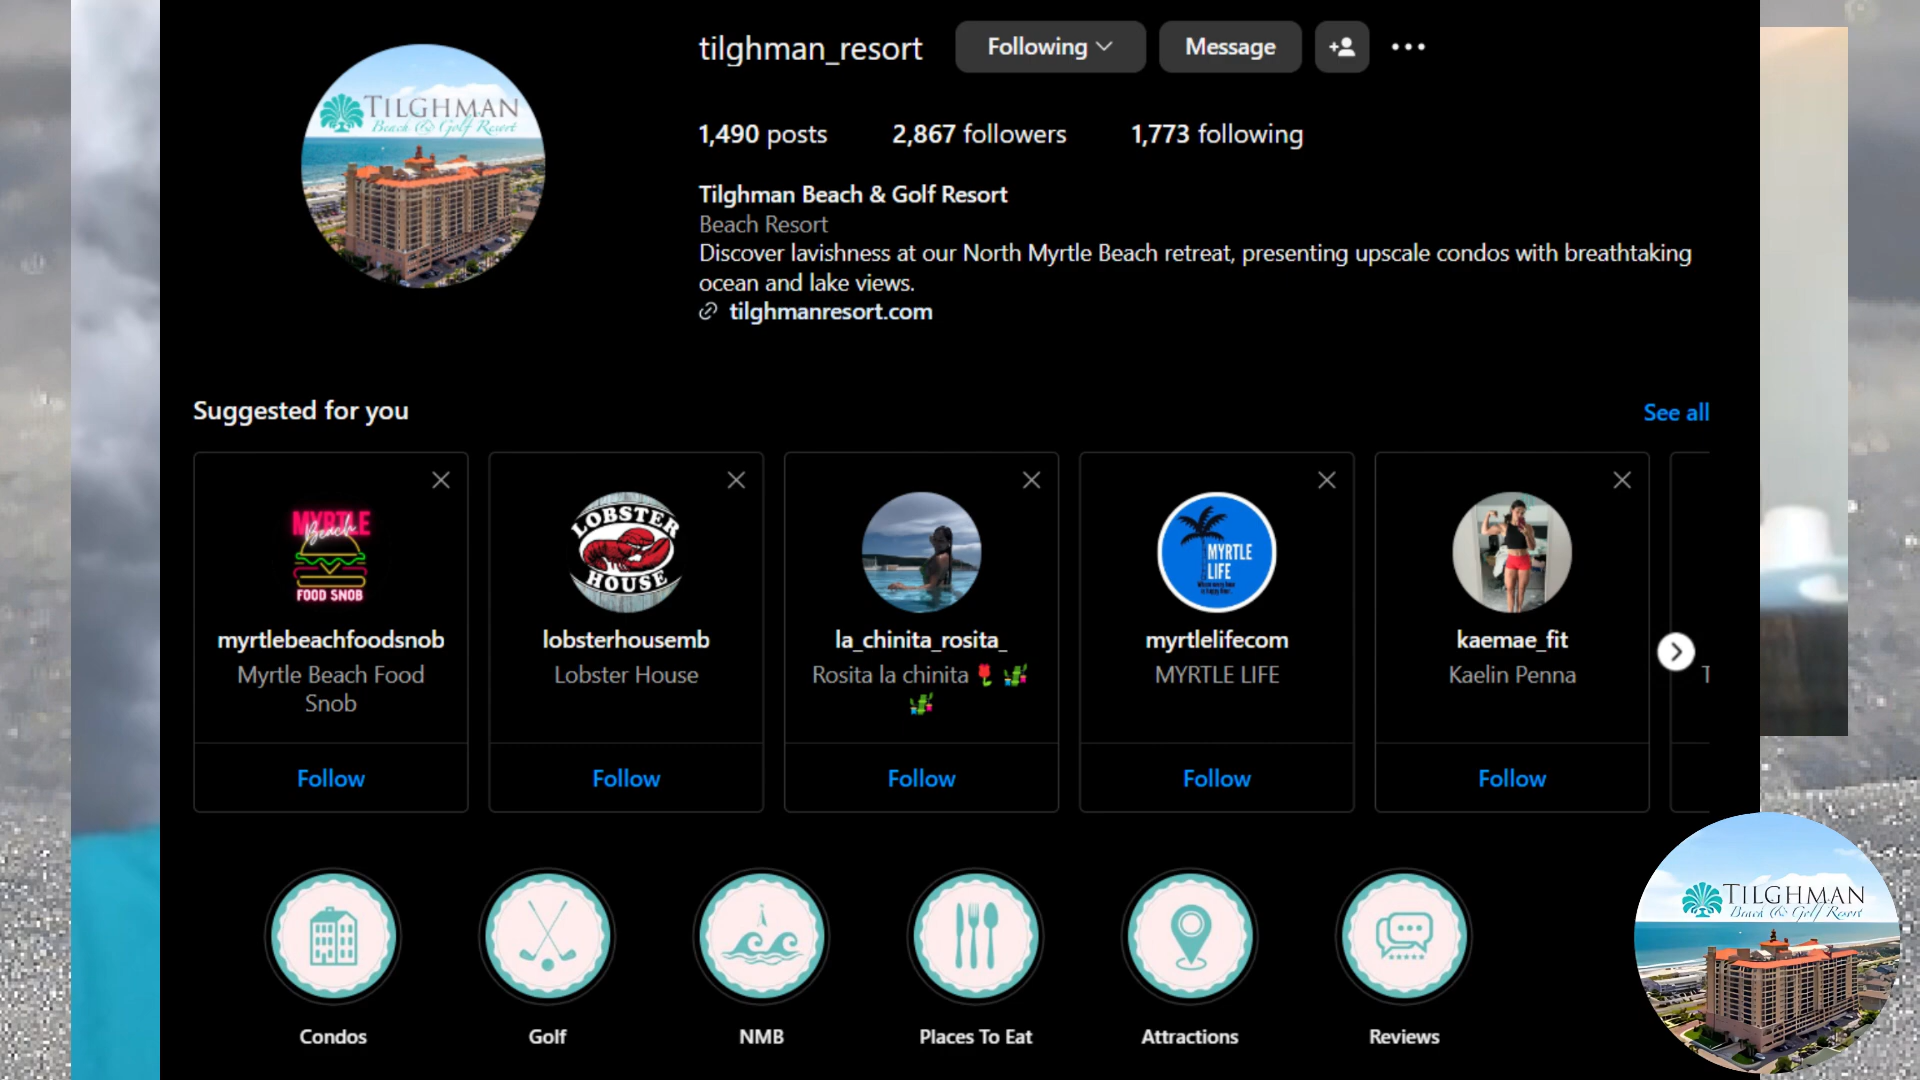 tilghman_resort
Following
Message
1,490 posts
2,867 followers
1,773 following
TILGHMAN
Beach & Golf Resort
Tilghman Beach & Golf Resort
Beach Resort
Discover lavishness at our North Myrtle Beach retreat, presenting upscale condos with breathtaking
ocean and lake views.
tilghmanresort.com
Suggested for you
See all
MYRTLE
Beach
FOOD SNOB
myrtlebeachfoodsnob
Myrtle Beach Food
Snob
Follow
LOBSTER
HOUSE
lobsterhousemb
Lobster House
Follow
la_chinita_rosita_
Rosita la chinita 🌹
Follow
MYRTLE
LIFE
myrtlelifecom
MYRTLE LIFE
Follow
kaemae_fit
Kaelin Penna
Follow
Condos
Golf
NMB
Places To Eat
Attractions
Reviews
TILGHMAN
Beach & Golf Resort